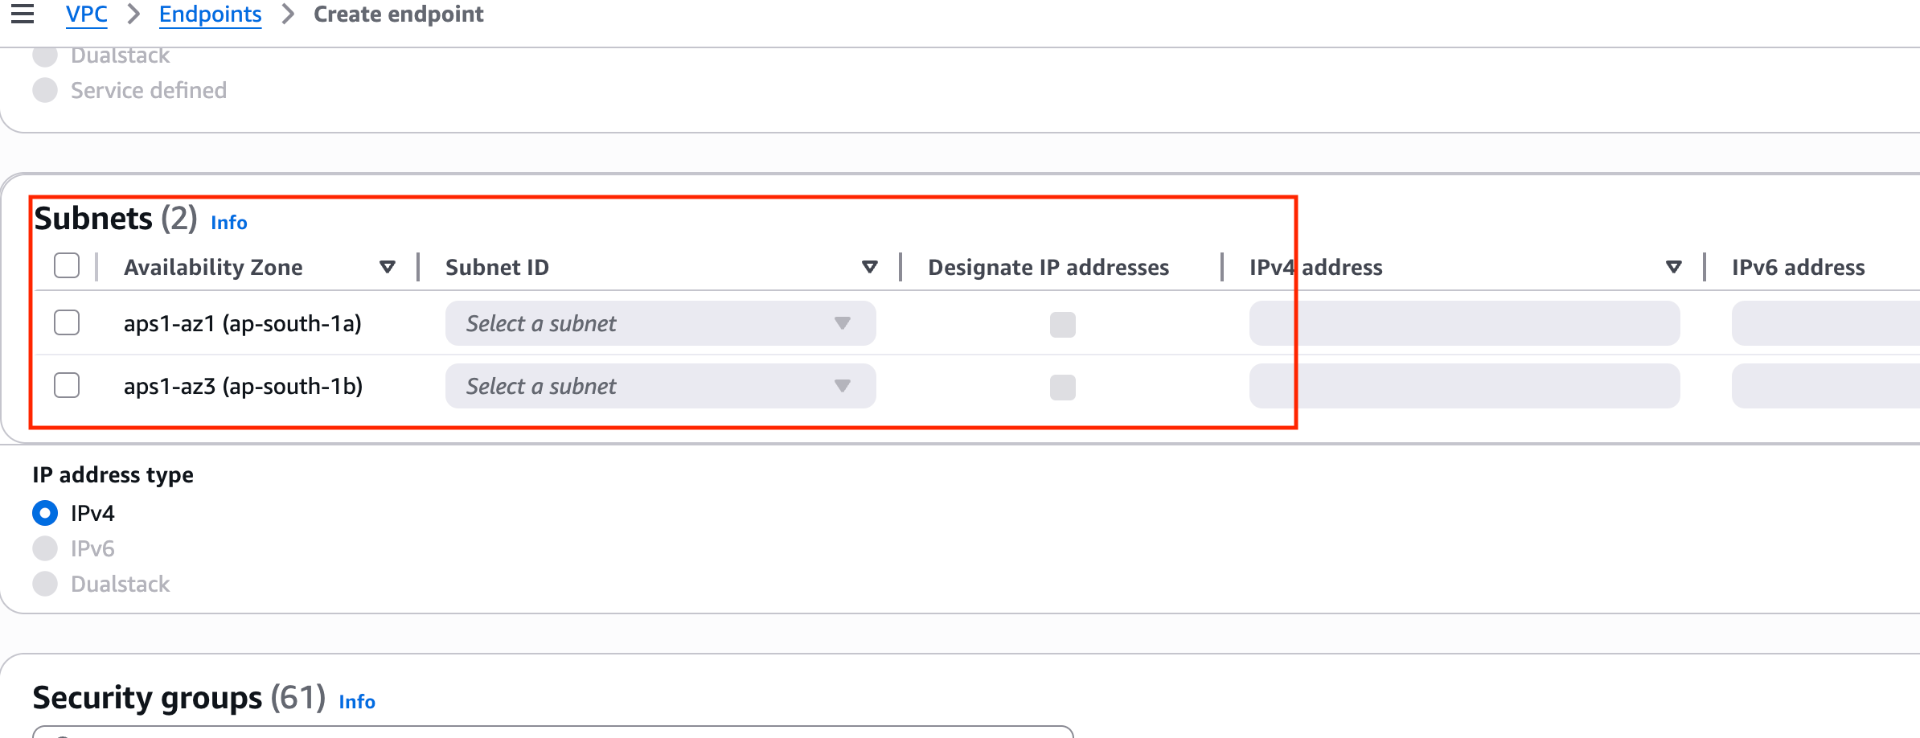 VPC > Endpoints > Create endpoint
Dualstack
Service defined
Subnets (2) Info
Availability Zone Subnet ID Designate IP addresses IPv4 address IPv6 address
aps1-az1 (ap-south-1a) Select a subnet
aps1-az3 (ap-south-1b) Select a subnet
IP address type
IPv4
IPv6
Dualstack
Security groups (61) Info